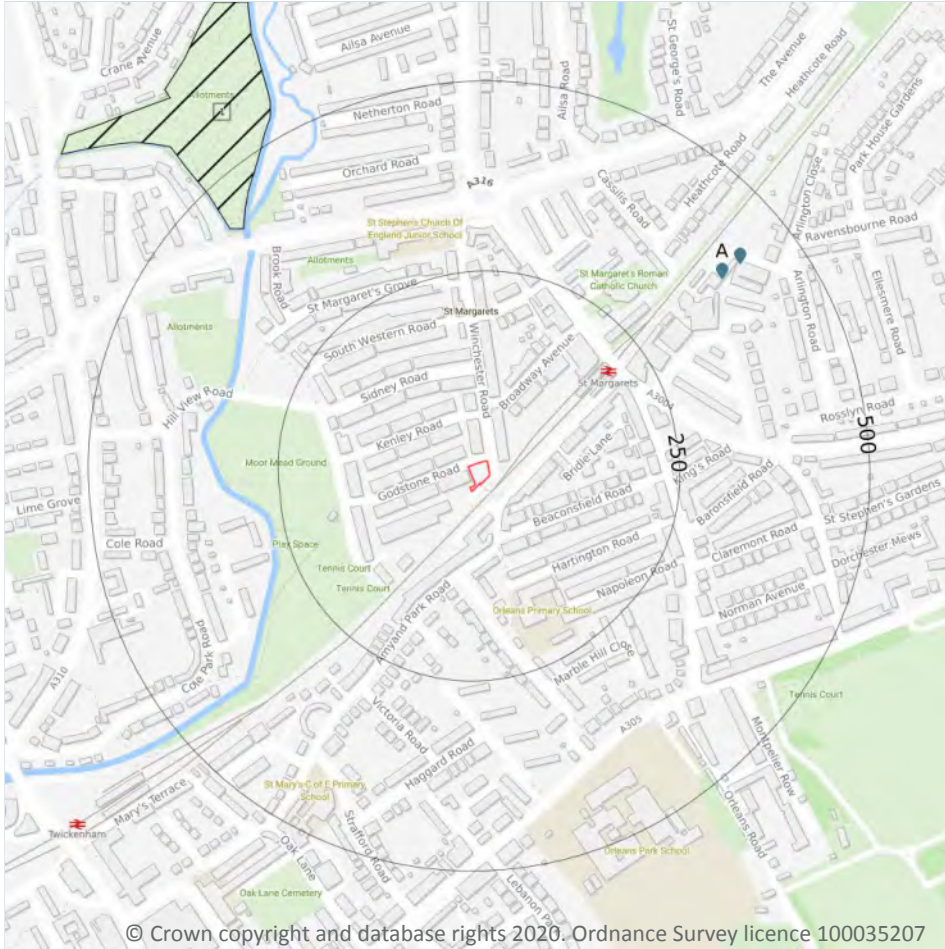 Ailsa Avenue
Crane Avenue
St George's Road
The Avenue
Heathcote Road
Allotments
Ailsa Road
Netherton Road
Park House Gardens
Orchard Road
A316
Cassilis Road
Heathcote Road
Arlington Close
St Stephen's Church Of
England Junior School
Ravensbourne Road
A
Brook Road
Allotments
St Margaret's Roman
Catholic Church
Arlington Road
Ellesmere Road
St Margaret's Grove
St Margarets
Allotments
South Western Road
Winchester Road
Broadway Avenue
St Margarets
Sidney Road
Hill View Road
A3004
Rosslyn Road
Kenley Road
250
500
Moor Mead Ground
Godstone Road
Bridle Lane
King's Road
Baronsfield Road
Lime Grove
Beaconsfield Road
St Stephen's Gardens
Cole Road
Play Space
Hartington Road
Claremont Road
Dorchester Mews
Tennis Court
Tennis Court
Napoleon Road
Norman Avenue
Amyand Park Road
Orleans Primary School
Cole Park Road
A310
Marble Hill Close
Tennis Court
Victoria Road
A305
Montpelier Row
Haggard Road
St Mary's C of E Primary
School
Mary's Terrace
Orleans Road
Twickenham
Strafford Road
Oak Lane
Orleans Park School
Lebanon Pa
Oak Lane Cemetery
© Crown copyright and database rights 2020. Ordnance Survey licence 100035207